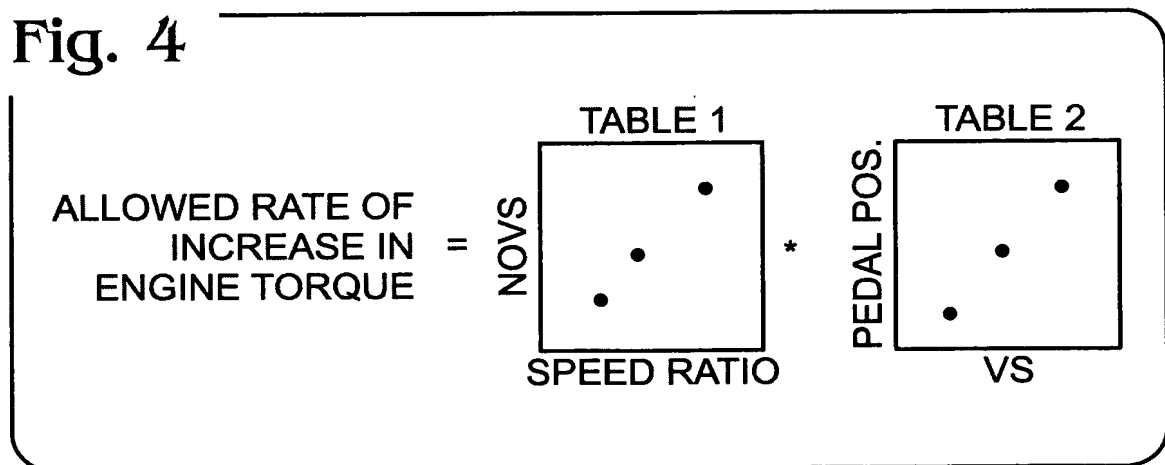 Fig. 4
ALLOWED RATE OF
INCREASE IN
ENGINE TORQUE
=
TABLE 1
NOVS
SPEED RATIO
*
TABLE 2
PEDAL POS.
VS